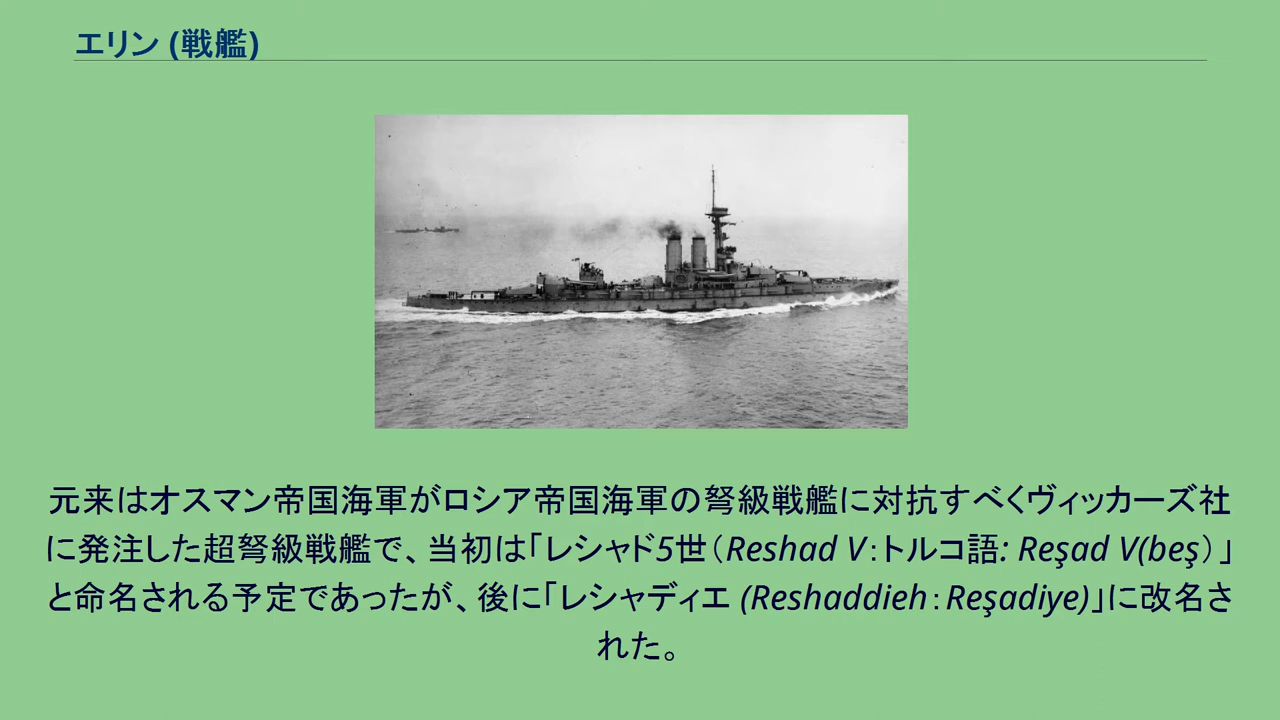 エリン (戦艦)
元来はオスマン帝国海軍がロシア帝国海軍の弩級戦艦に対抗すべくヴィッカーズ社
に発注した超弩級戦艦で、当初は「レシャド5世（Reshad V：トルコ語: Reşad V(beş）」
と命名される予定であったが、後に「レシャディエ (Reshaddieh：Reşadiye)」に改名さ
れた。